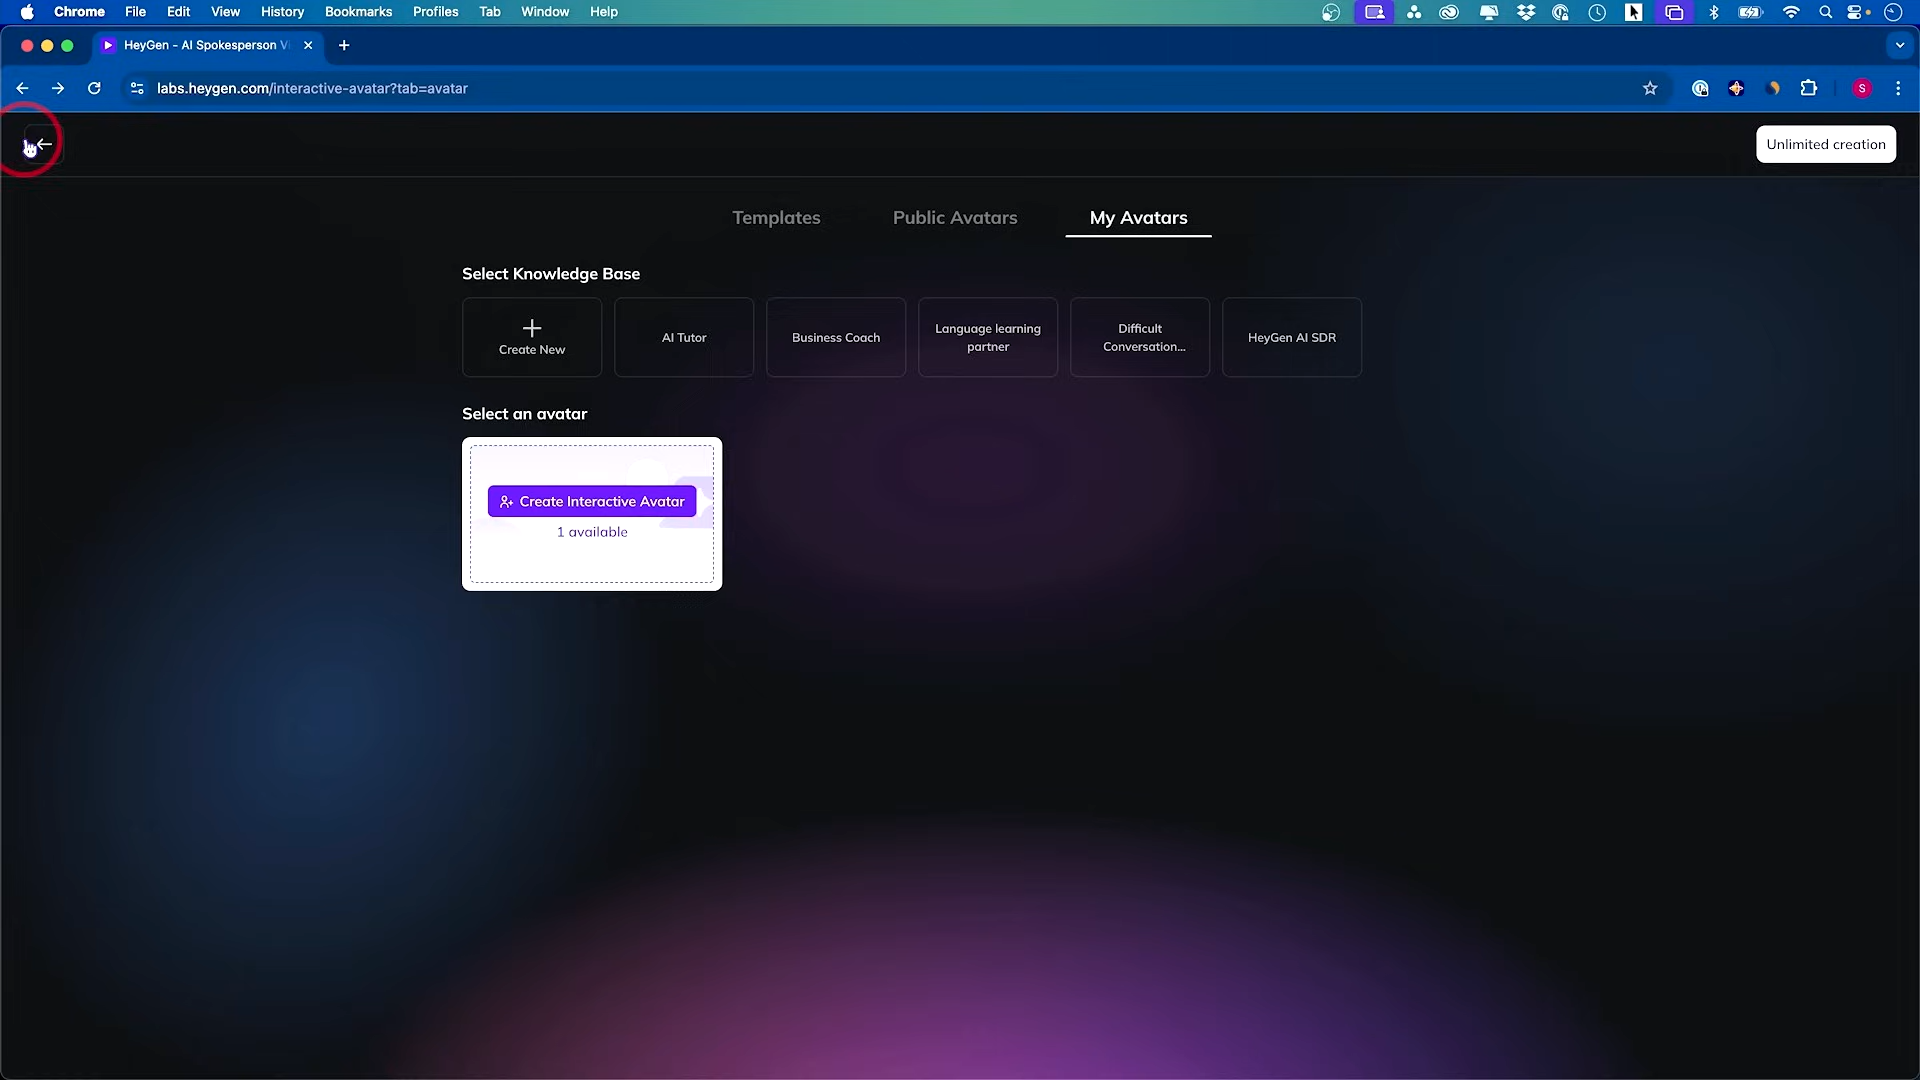 Chrome File Edit View History Bookmarks Profiles Tab Window Help
HeyGen - AI Spokesperson Vi
labs.heygen.com/interactive-avatar?tab=avatar
S
Unlimited creation
Templates Public Avatars My Avatars
Select Knowledge Base
Create New
AI Tutor
Business Coach
Language learning
partner
Difficult
Conversation...
HeyGen AI SDR
Select an avatar
Create Interactive Avatar
1 available